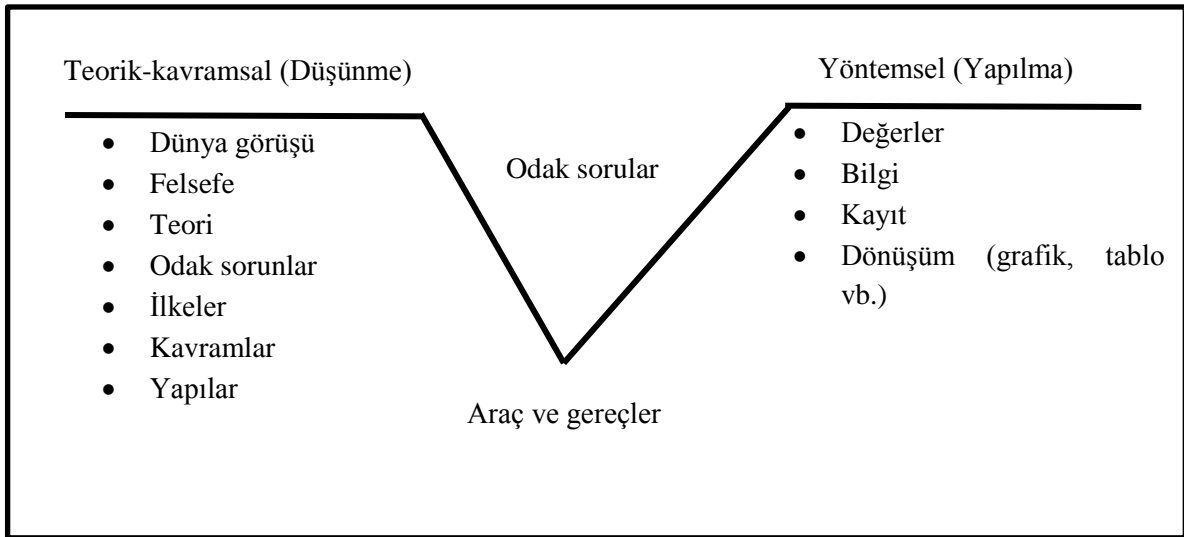 Teorik-kavramsal (Düşünme)
• Dünya görüşü
• Felsefe
• Teori
• Odak sorunlar
• İlkeler
• Kavramlar
• Yapılar
Odak sorular
Araç ve gereçler
Yöntemsel (Yapılma)
• Değerler
• Bilgi
• Kayıt
• Dönüşüm (grafik, tablo
vb.)